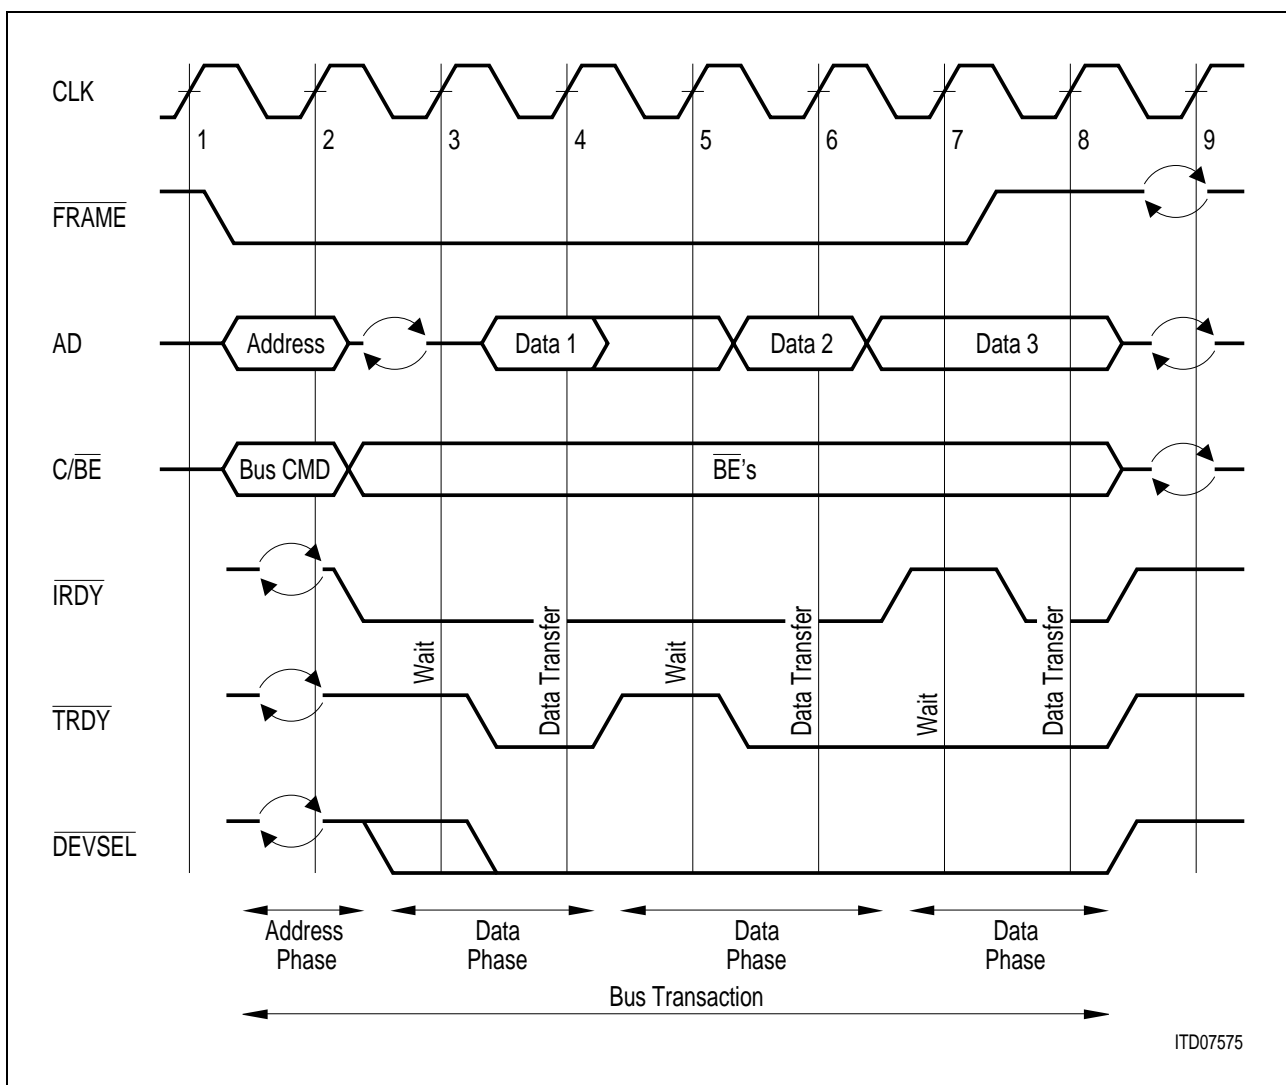 CLK
1 2 3 4 5 6 7 8 9
FRAME
AD
Address
Data 1
Data 2
Data 3
C/BE
Bus CMD
BE's
IRDY
Wait
Data Transfer
Wait
Data Transfer
Wait
Data Transfer
TRDY
DEVSEL
Address
Phase
Data
Phase
Data
Phase
Data
Phase
Bus Transaction
ITD07575